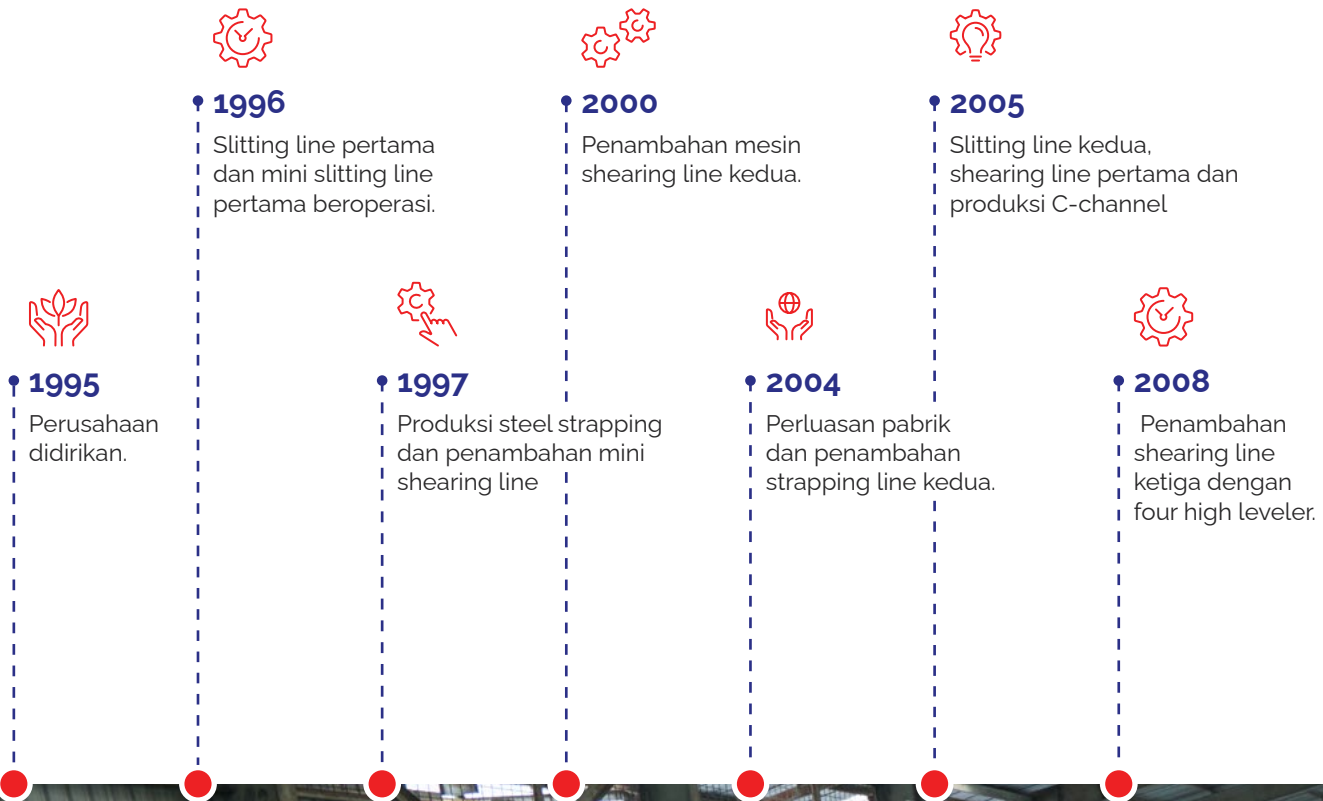 1995
Perusahaan
didirikan.
1996
Slitting line pertama
dan mini slitting line
pertama beroperasi.
1997
Produksi steel strapping
dan penambahan mini
shearing line
2000
Penambahan mesin
shearing line kedua.
2004
Perluasan pabrik
dan penambahan
strapping line kedua.
2005
Slitting line kedua,
shearing line pertama dan
produksi C-channel
2008
Penambahan
shearing line
ketiga dengan
four high leveler.